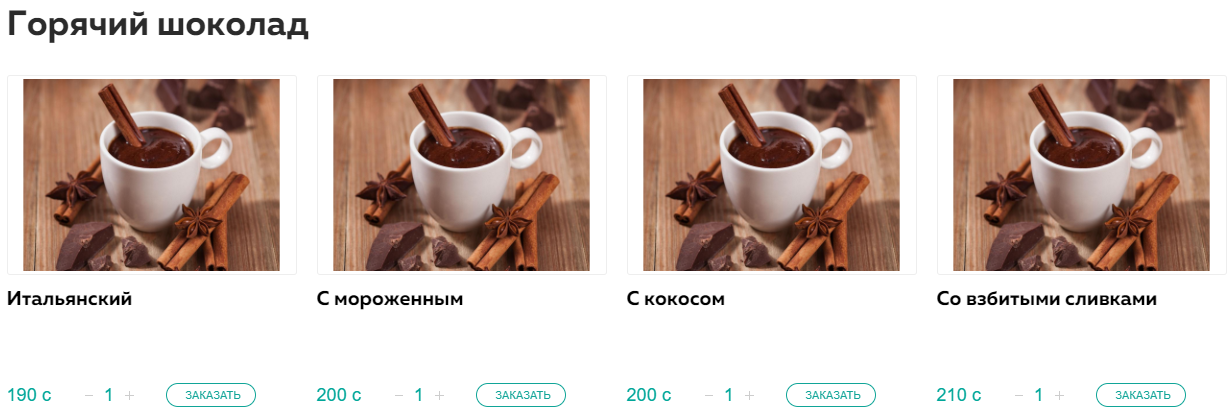 Горячий шоколад
Итальянский
С мороженным
С кокосом
Со взбитыми сливками
190 с − 1 + ЗАКАЗАТЬ
200 с − 1 + ЗАКАЗАТЬ
200 с − 1 + ЗАКАЗАТЬ
210 с − 1 + ЗАКАЗАТЬ